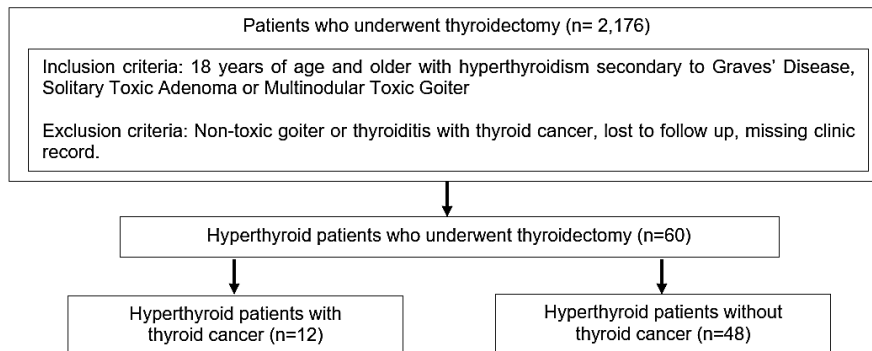 Patients who underwent thyroidectomy (n= 2,176)
Inclusion criteria: 18 years of age and older with hyperthyroidism secondary to Graves' Disease,
Solitary Toxic Adenoma or Multinodular Toxic Goiter
Exclusion criteria: Non-toxic goiter or thyroiditis with thyroid cancer, lost to follow up, missing clinic
record.
Hyperthyroid patients who underwent thyroidectomy (n=60)
Hyperthyroid patients with
thyroid cancer (n=12)
Hyperthyroid patients without
thyroid cancer (n=48)